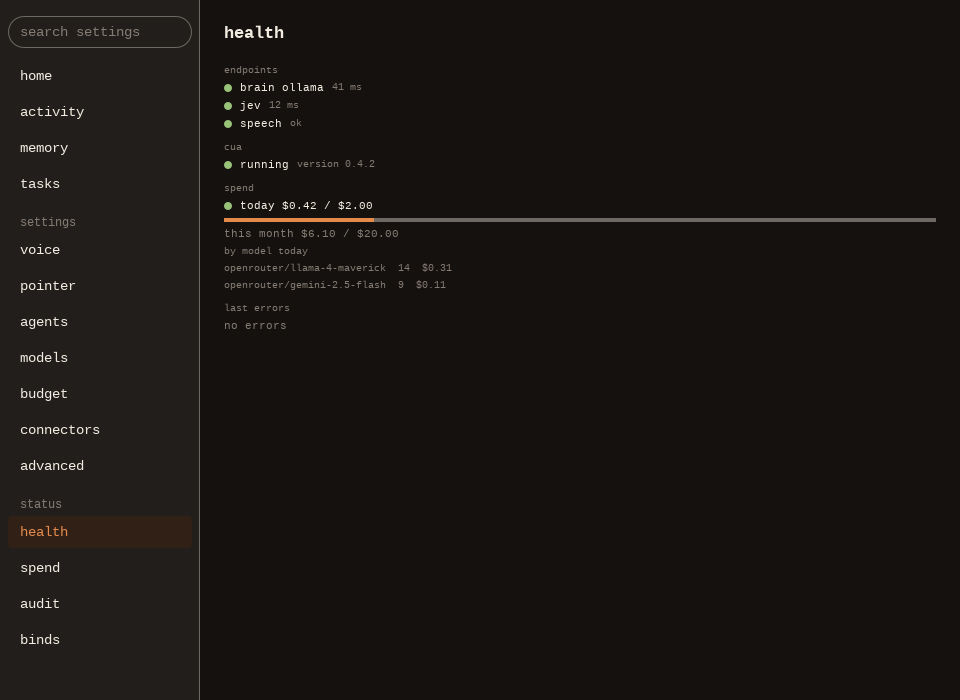 search settings
home
activity
memory
tasks
settings
voice
pointer
agents
models
budget
connectors
advanced
status
health
spend
audit
binds
health
endpoints
brain ollama 41 ms
jev 12 ms
speech ok
cua
running version 0.4.2
spend
today $0.42 / $2.00
this month $6.10 / $20.00
by model today
openrouter/llama-4-maverick 14 $0.31
openrouter/gemini-2.5-flash 9 $0.11
last errors
no errors